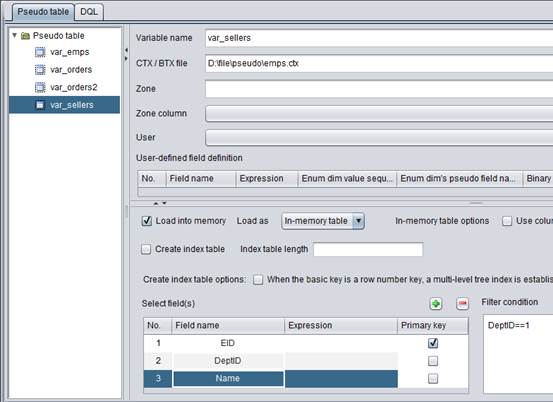 Pseudo table DQL
Pseudo table
var_emps
var_orders
var_orders2
var_sellers
Variable name var_sellers
CTX / BTX file D:\file\pseudo\emps.ctx
Zone
Zone column
User
User-defined field definition
No. Field name Expression Enum dim value sequ... Enum dim's pseudo field na... Binary
Load into memory Load as In-memory table In-memory table options Use colu
Create index table Index table length
Create index table options: When the basic key is a row number key, a multi-level tree index is establis
Select field(s) Filter condition
No. Field name Expression Primary key
1 EID
2 DeptID
3 Name
DeptID==1